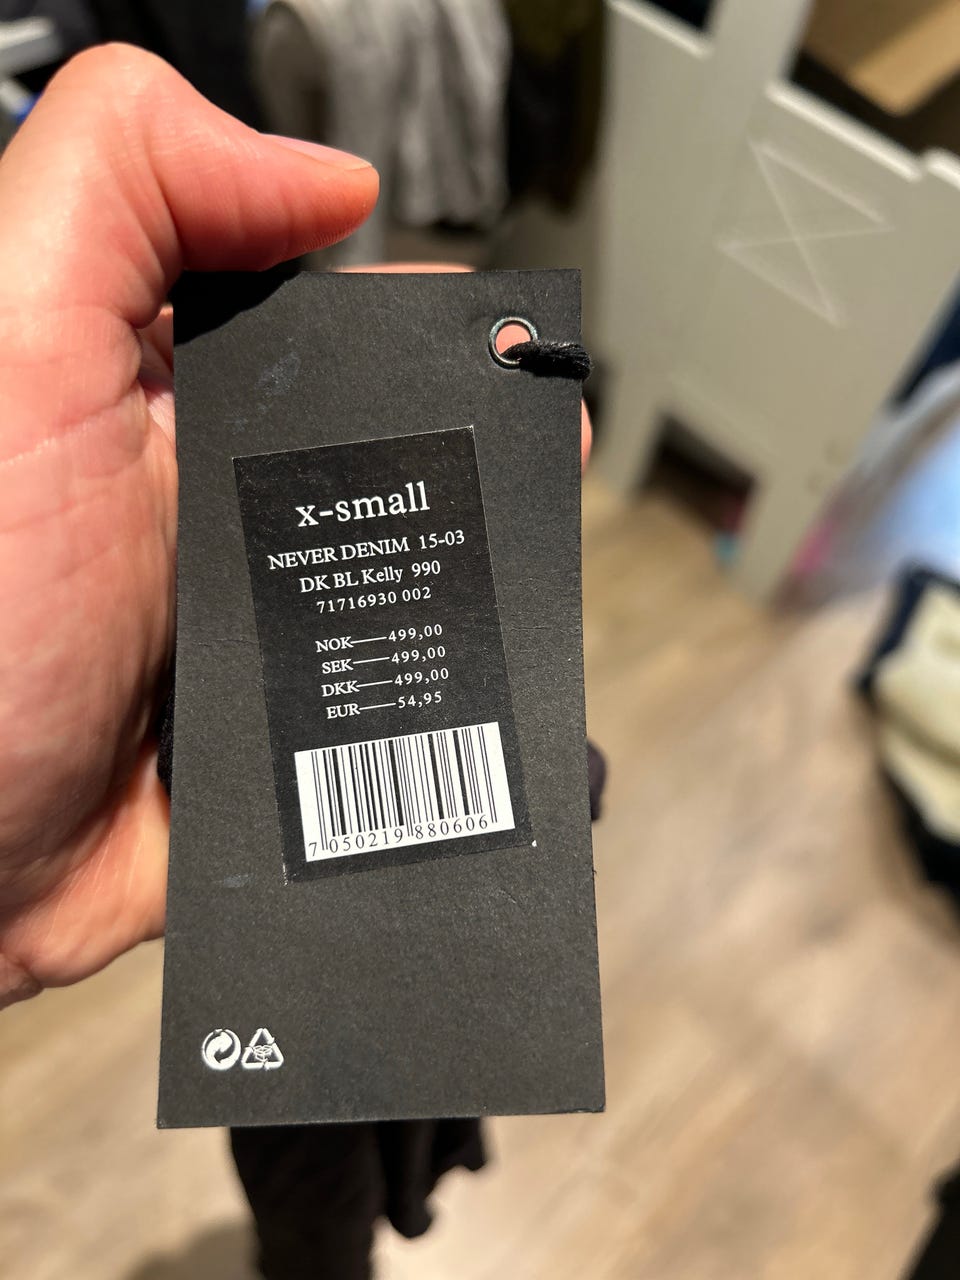 x-small
NEVER DENIM 15-03
DK BL Kelly 990
71716930 002
NOK——499,00
SEK——499,00
DKK——499,00
EUR——54,95
7 050219 880606